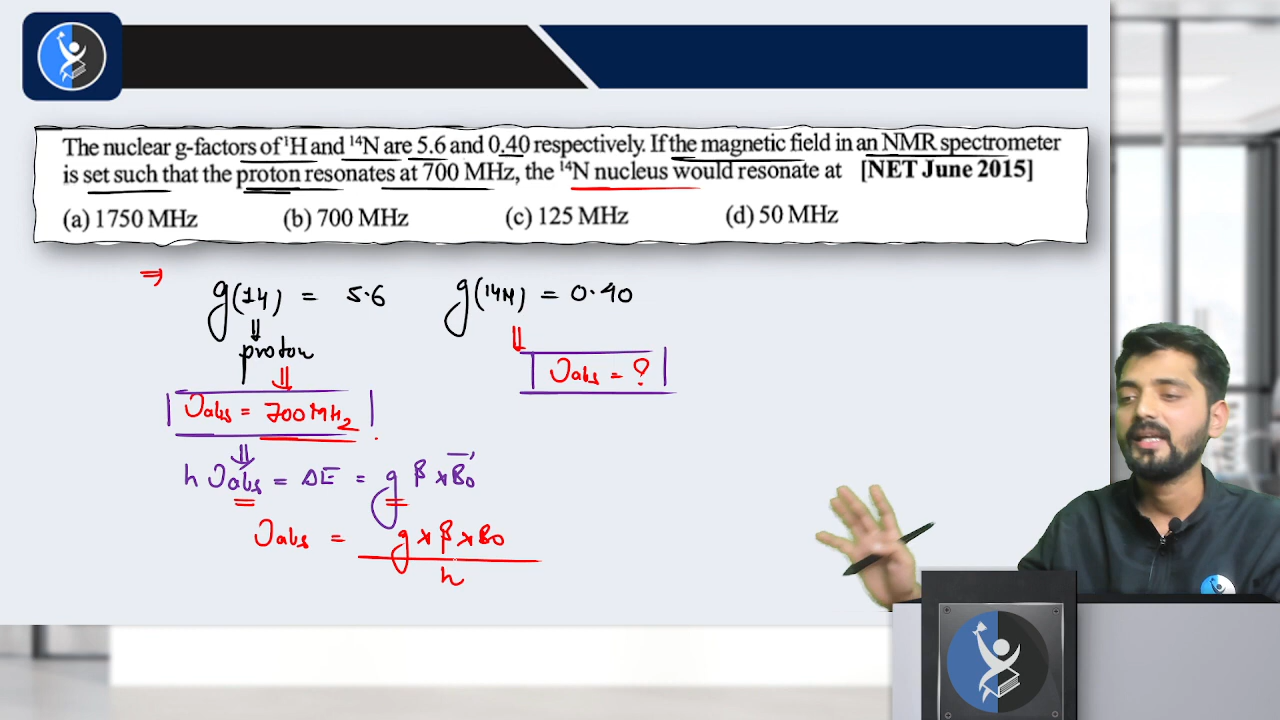 The nuclear g-factors of ¹H and ¹⁴N are 5.6 and 0.40 respectively. If the magnetic field in an NMR spectrometer
is set such that the proton resonates at 700 MHz, the ¹⁴N nucleus would resonate at [NET June 2015]
(a) 1750 MHz (b) 700 MHz (c) 125 MHz (d) 50 MHz
⇒ g(1H) = 5.6 g(14N) = 0.40
⇓
proton
⇓ ⇓
νabs = 700MHz νabs = ?
⇓
h νabs = ΔE = g β × B₀
νabs = g × β × B₀
h